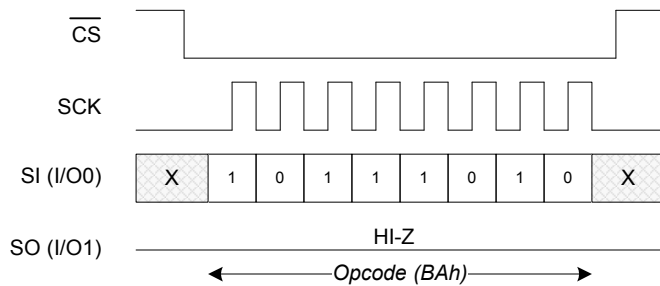 CS
SCK
SI (I/O0) X 1 0 1 1 1 0 1 0 X
SO (I/O1) HI-Z
Opcode (BAh)